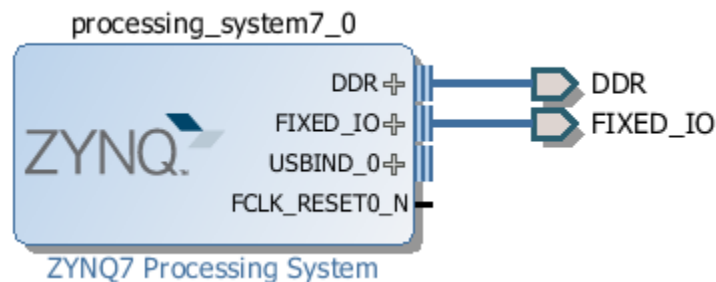 processing_system7_0
DDR
FIXED_IO
USBIND_0
FCLK_RESET0_N
ZYNQ
DDR
FIXED_IO
ZYNQ7 Processing System